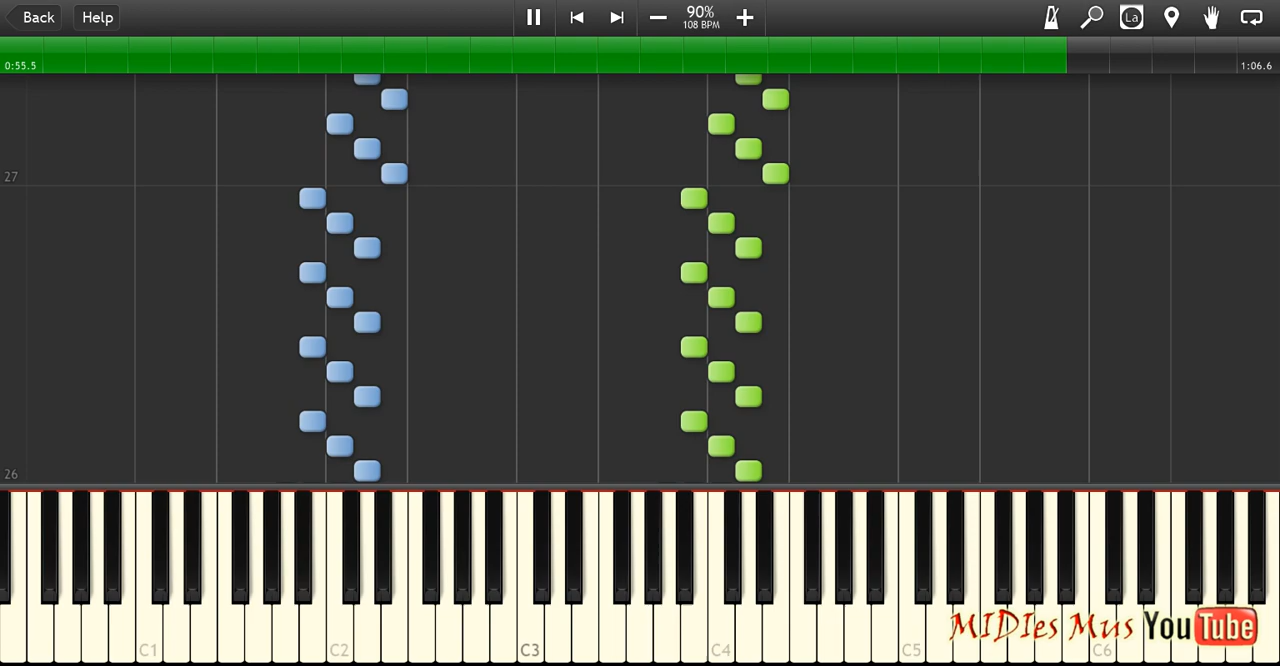 Back Help 90% La
108 BPM
0:55.5 1:06.6
27
26
MIDIes Mus YouTube
C1 C2 C3 C4 C5 C6